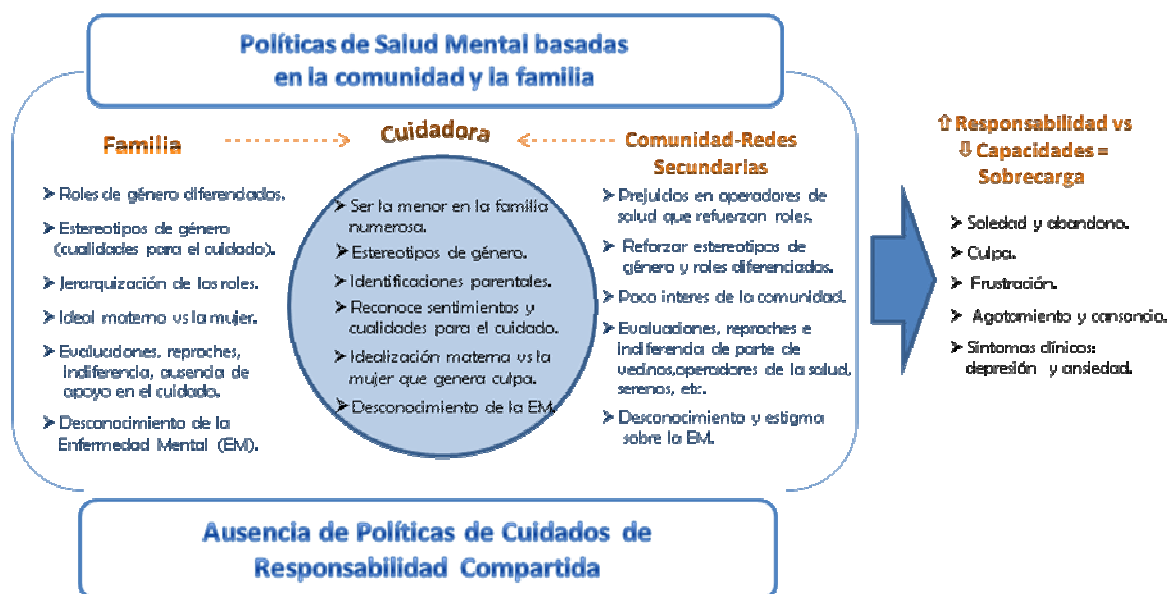 Políticas de Salud Mental basadas
en la comunidad y la familia
Familia
➤ Roles de género diferenciados.
➤ Estereotipos de género
(cualidades para el cuidado).
➤ Jerarquización de los roles.
➤ Ideal materno vs la mujer.
➤ Evaluaciones, reproches,
indiferencia, ausencia de
apoyo en el cuidado.
➤ Desconocimiento de la
Enfermedad Mental (EM).
Cuidadora
➤ Ser la menor en la familia
numerosa.
➤ Estereotipos de género.
➤ Identificaciones parentales.
➤ Reconoce sentimientos y
cualidades para el cuidado.
➤ Idealización materna vs la
mujer que genera culpa.
➤ Desconocimiento de la EM.
Comunidad-Redes
Secundarias
➤ Prejuicios en operadores de
salud que refuerzan roles.
➤ Reforzar estereotipos de
género y roles diferenciados.
➤ Poco interes de la comunidad.
➤ Evaluaciones, reproches e
indiferencia de parte de
vecinos,operadores de la salud,
serenos, etc.
➤ Desconocimiento y estigma
sobre la EM.
⇧ Responsabilidad vs
⇩ Capacidades =
Sobrecarga
➤ Soledad y abandono.
➤ Culpa.
➤ Frustración.
➤ Agotamiento y cansancio.
➤ Síntomas clínicos:
depresión y ansiedad.
Ausencia de Políticas de Cuidados de
Responsabilidad Compartida